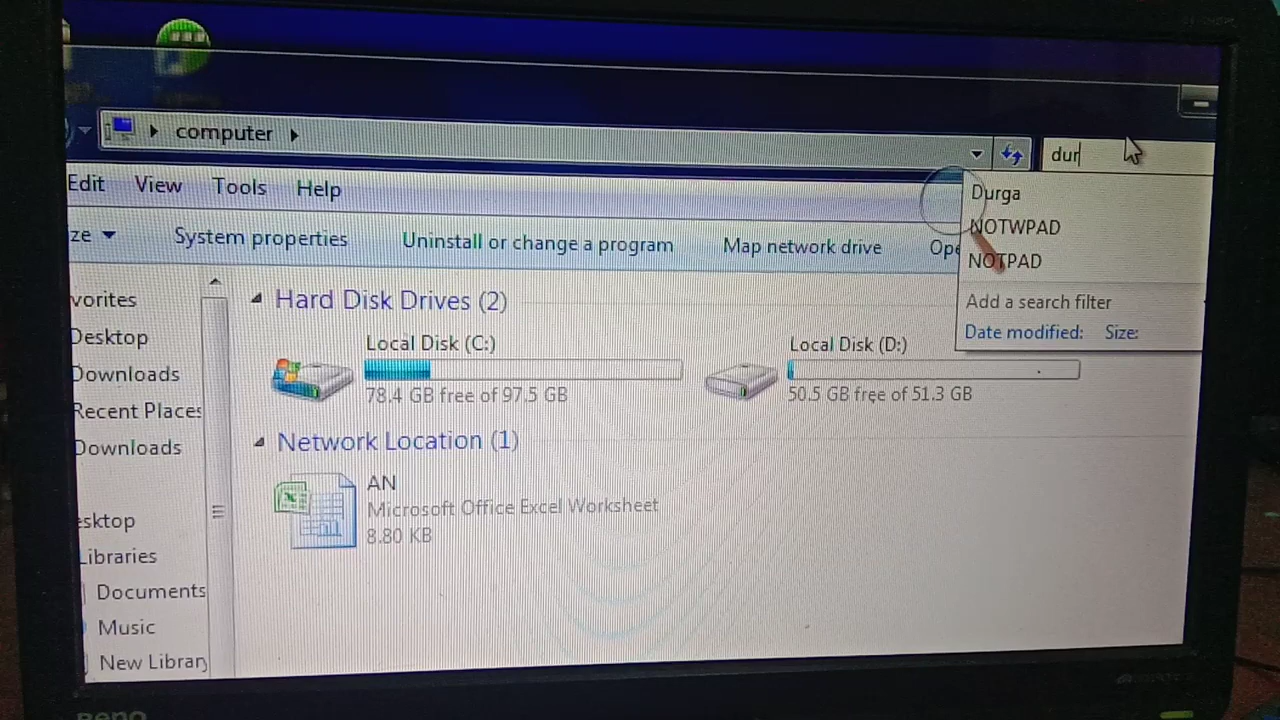 computer
dur
Edit View Tools Help
Durga
ze System properties Uninstall or change a program Map network drive Ope
NOTWPAD
NOTPAD
Add a search filter
Date modified: Size:
vorites
Desktop
Downloads
Recent Places
Downloads
esktop
Libraries
Documents
Music
New Library
Hard Disk Drives (2)
Local Disk (C:)
78.4 GB free of 97.5 GB
Local Disk (D:)
50.5 GB free of 51.3 GB
Network Location (1)
AN
Microsoft Office Excel Worksheet
8.80 KB
BenQ